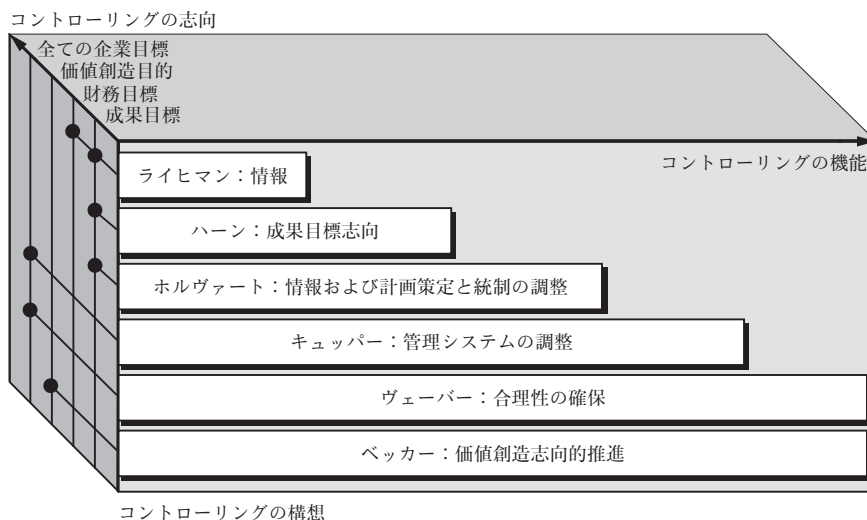 コントローリングの志向
全ての企業目標
価値創造目的
財務目標
成果目標
コントローリングの機能
ライヒマン：情報
ハーン：成果目標志向
ホルヴァート：情報および計画策定と統制の調整
キュッパー：管理システムの調整
ヴェーバー：合理性の確保
ベッカー：価値創造志向的推進
コントローリングの構想